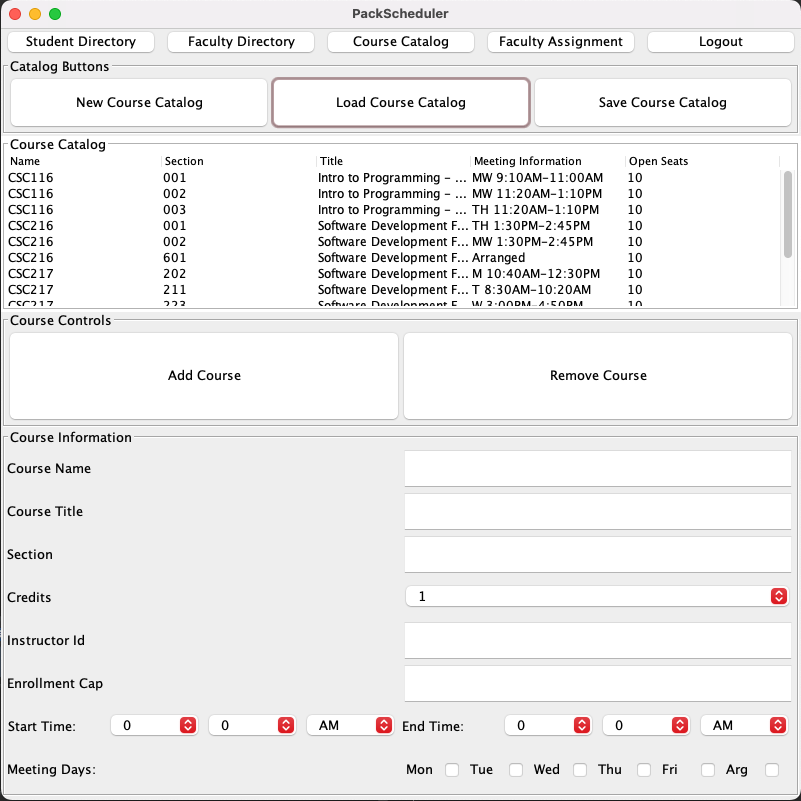 PackScheduler
Student Directory Faculty Directory Course Catalog Faculty Assignment Logout
Catalog Buttons
New Course Catalog Load Course Catalog Save Course Catalog
Course Catalog
Name Section Title Meeting Information Open Seats
CSC116 001 Intro to Programming - ... MW 9:10AM-11:00AM 10
CSC116 002 Intro to Programming - ... MW 11:20AM-1:10PM 10
CSC116 003 Intro to Programming - ... TH 11:20AM-1:10PM 10
CSC216 001 Software Development F... TH 1:30PM-2:45PM 10
CSC216 002 Software Development F... MW 1:30PM-2:45PM 10
CSC216 601 Software Development F... Arranged 10
CSC217 202 Software Development F... M 10:40AM-12:30PM 10
CSC217 211 Software Development F... T 8:30AM-10:20AM 10
CSC217 223 Software Development F... W 3:00PM-4:50PM 10
Course Controls
Add Course Remove Course
Course Information
Course Name
Course Title
Section
Credits 1
Instructor Id
Enrollment Cap
Start Time: 0 0 AM End Time: 0 0 AM
Meeting Days: Mon Tue Wed Thu Fri Arg